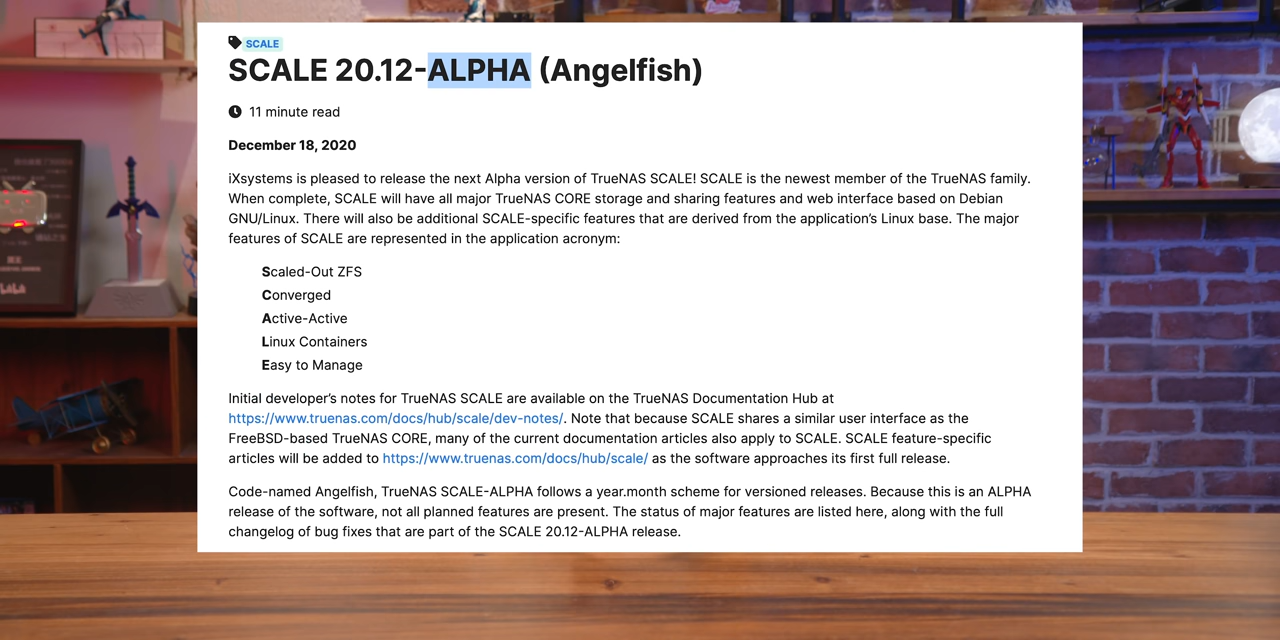 SCALE
SCALE 20.12-ALPHA (Angelfish)
11 minute read
December 18, 2020
iXsystems is pleased to release the next Alpha version of TrueNAS SCALE! SCALE is the newest member of the TrueNAS family.
When complete, SCALE will have all major TrueNAS CORE storage and sharing features and web interface based on Debian
GNU/Linux. There will also be additional SCALE-specific features that are derived from the application’s Linux base. The major
features of SCALE are represented in the application acronym:
Scaled-Out ZFS
Converged
Active-Active
Linux Containers
Easy to Manage
Initial developer’s notes for TrueNAS SCALE are available on the TrueNAS Documentation Hub at
https://www.truenas.com/docs/hub/scale/dev-notes/. Note that because SCALE shares a similar user interface as the
FreeBSD-based TrueNAS CORE, many of the current documentation articles also apply to SCALE. SCALE feature-specific
articles will be added to https://www.truenas.com/docs/hub/scale/ as the software approaches its first full release.
Code-named Angelfish, TrueNAS SCALE-ALPHA follows a year.month scheme for versioned releases. Because this is an ALPHA
release of the software, not all planned features are present. The status of major features are listed here, along with the full
changelog of bug fixes that are part of the SCALE 20.12-ALPHA release.